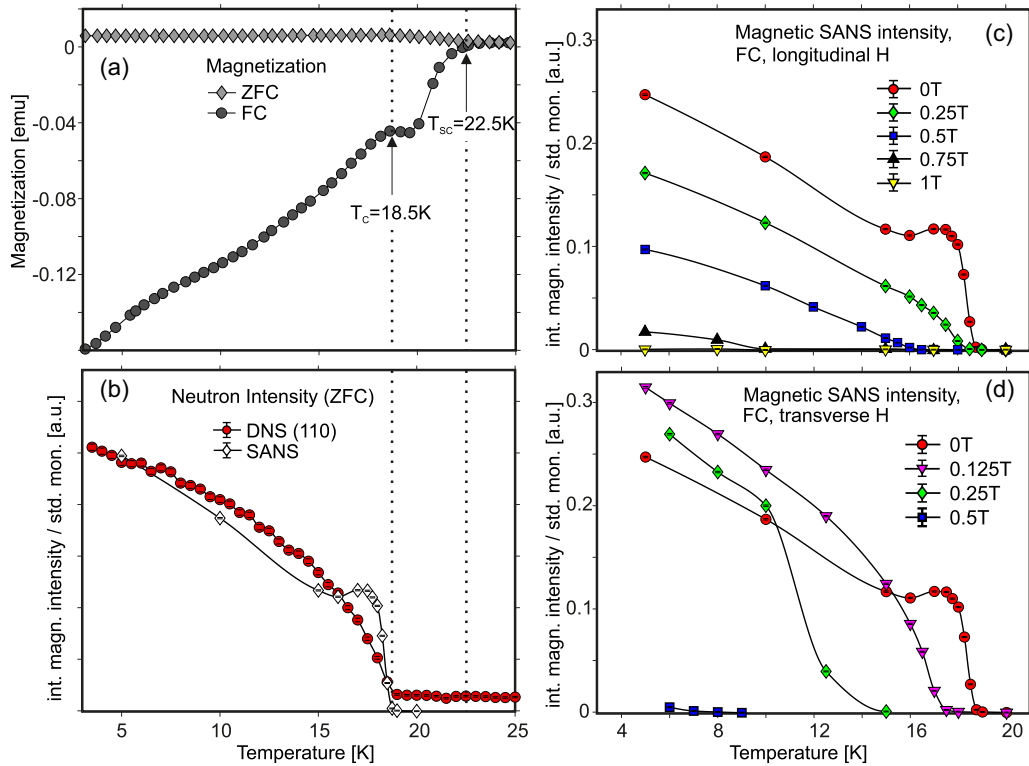 (a)
Magnetization
ZFC
FC
T_SC=22.5K
T_C=18.5K
Magnetization [emu]
0
-0.04
-0.08
-0.12
(b)
Neutron Intensity (ZFC)
DNS (110)
SANS
int. magn. intensity / std. mon. [a.u.]
5
10
15
20
25
Temperature [K]
Magnetic SANS intensity,
FC, longitudinal H
(c)
0T
0.25T
0.5T
0.75T
1T
int. magn. intensity / std. mon. [a.u.]
0.3
0.2
0.1
0
Magnetic SANS intensity,
FC, transverse H
(d)
0T
0.125T
0.25T
0.5T
int. magn. intensity / std. mon. [a.u.]
0.3
0.2
0.1
0
4
8
12
16
20
Temperature [K]